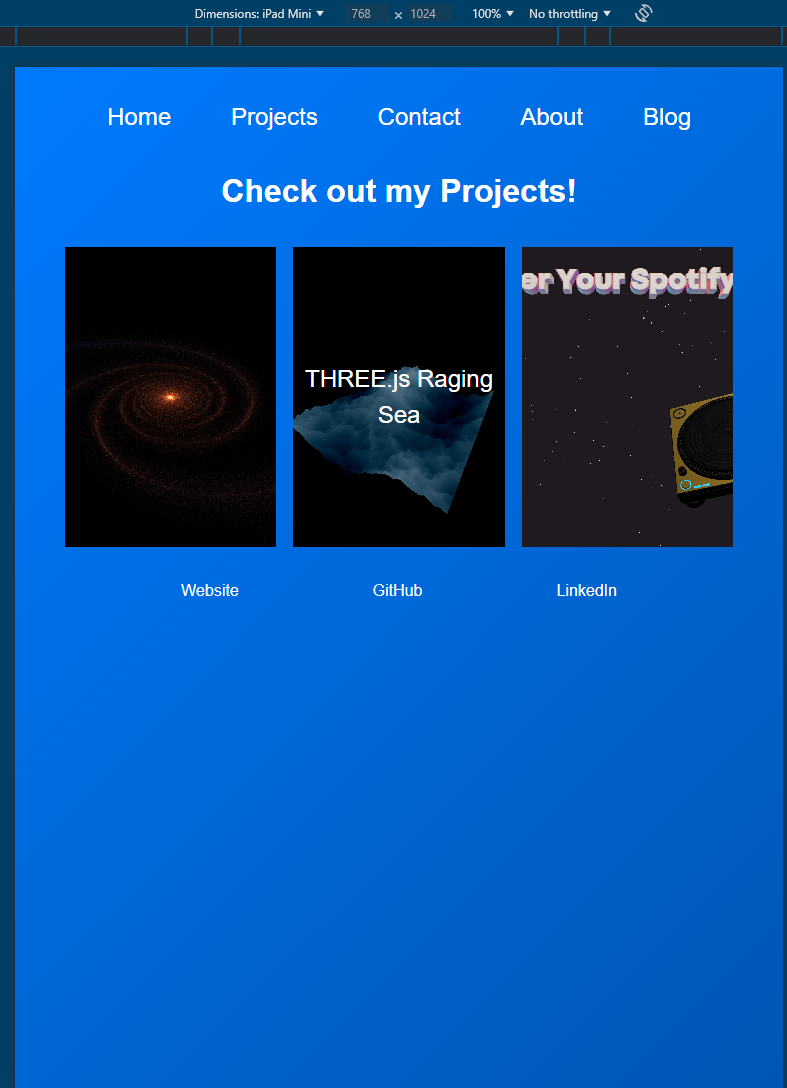 Dimensions: iPad Mini 768 × 1024 100% No throttling
Home Projects Contact About Blog
Check out my Projects!
er Your Spotify
THREE.js Raging
Sea
Website GitHub LinkedIn